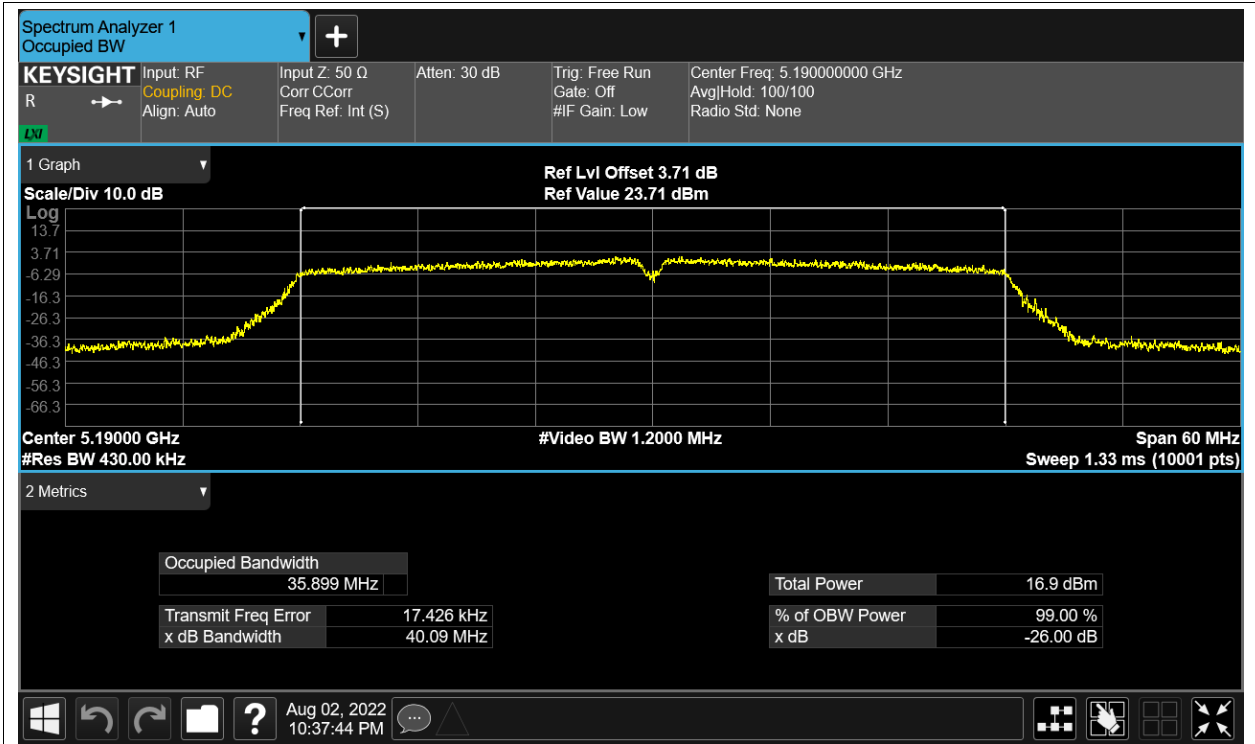 Spectrum Analyzer 1
Occupied BW
KEYSIGHT
R
LXI
Input: RF
Coupling: DC
Align: Auto
Input Z: 50 Ω
Corr CCorr
Freq Ref: Int (S)
Atten: 30 dB
Trig: Free Run
Gate: Off
#IF Gain: Low
Center Freq: 5.190000000 GHz
Avg|Hold: 100/100
Radio Std: None
1 Graph
Scale/Div 10.0 dB
Ref Lvl Offset 3.71 dB
Ref Value 23.71 dBm
Log
13.7
3.71
-6.29
-16.3
-26.3
-36.3
-46.3
-56.3
-66.3
Center 5.19000 GHz
#Video BW 1.2000 MHz
Span 60 MHz
#Res BW 430.00 kHz
Sweep 1.33 ms (10001 pts)
2 Metrics
Occupied Bandwidth
35.899 MHz
Total Power 16.9 dBm
Transmit Freq Error 17.426 kHz
% of OBW Power 99.00 %
x dB Bandwidth 40.09 MHz
x dB -26.00 dB
?
Aug 02, 2022
10:37:44 PM